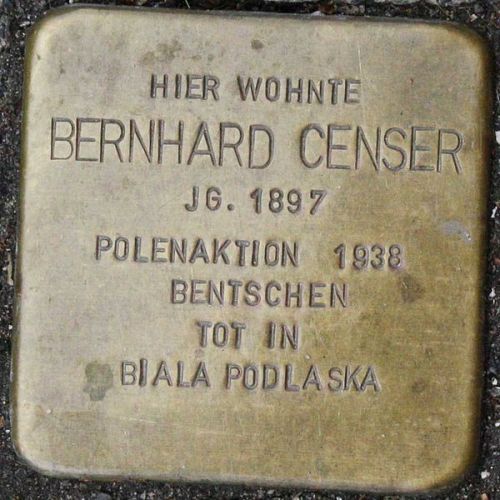 HIER WOHNTE
BERNHARD CENSER
JG. 1897
POLENAKTION 1938
BENTSCHEN
TOT IN
BIALA PODLASKA